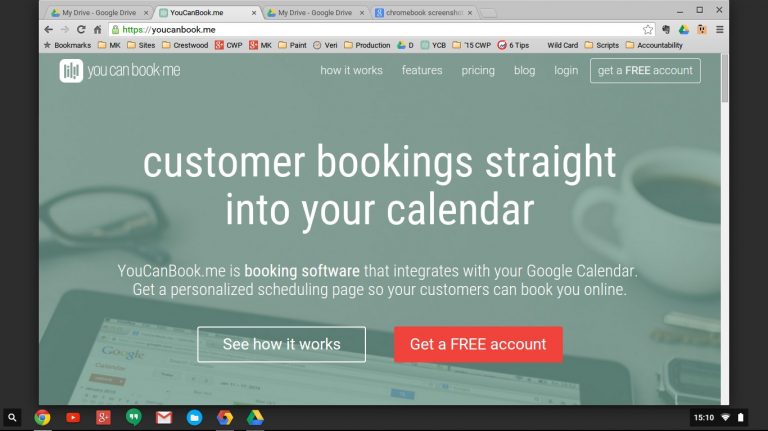 My Drive - Google Drive
YouCanBook.me
My Drive - Google Drive
chromebook screenshot
https://youcanbook.me
Bookmarks MK Sites Crestwood CWP MK Paint Veri Production D YCB '15 CWP 6 Tips Wild Card Scripts Accountability
you can book me
how it works features pricing blog login get a FREE account
customer bookings straight
into your calendar
YouCanBook.me is booking software that integrates with your Google Calendar.
Get a personalized scheduling page so your customers can book you online.
See how it works Get a FREE account
Google
Calendar
15:10